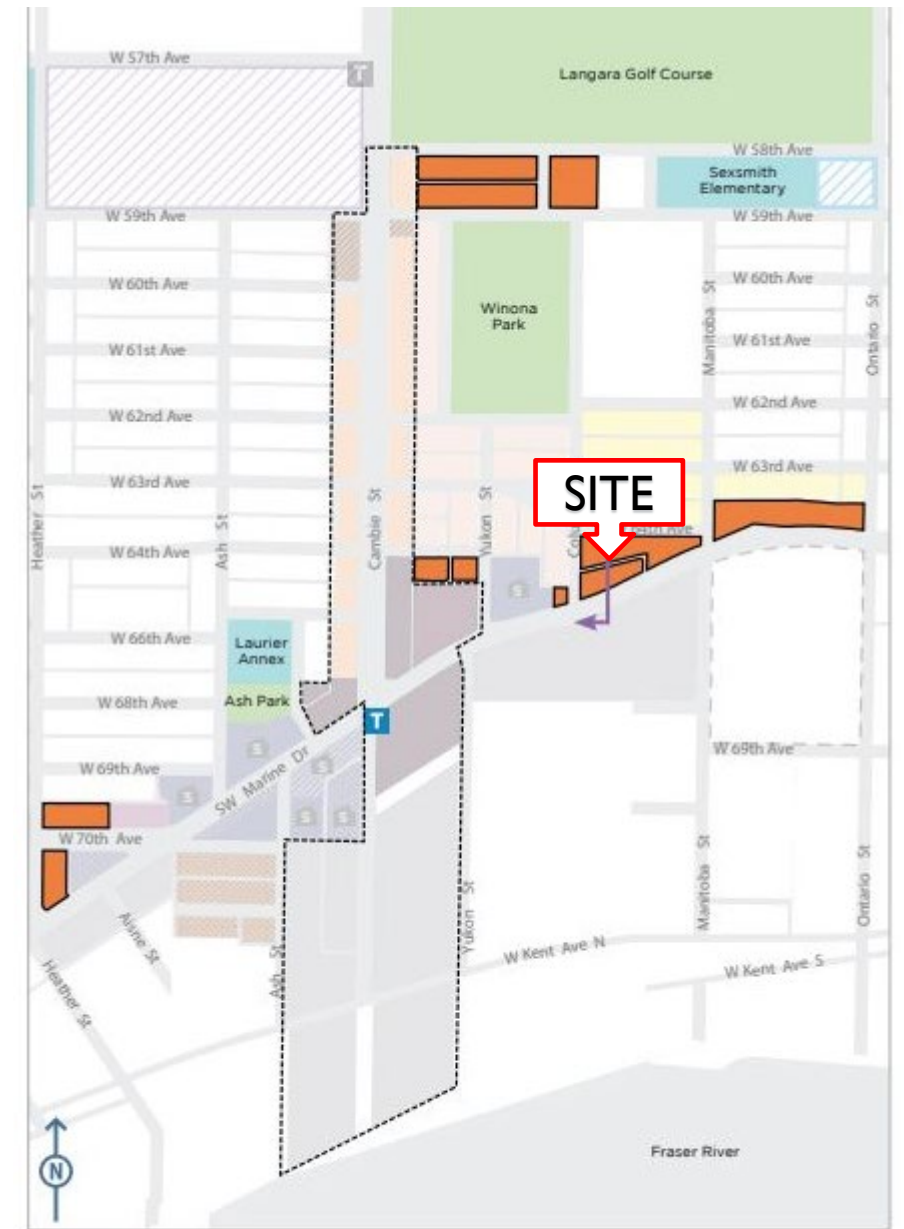 W 57th Ave
T
Langara Golf Course
W 58th Ave
Sexsmith
Elementary
W 59th Ave
W 59th Ave
W 60th Ave
Manitoba St
W 60th Ave
Ontario St
Winona
Park
W 61st Ave
W 61st Ave
W 62nd Ave
W 62nd Ave
W 63rd Ave
W 63rd Ave
SITE
Heather St
Ash St
Cambie St
Yukon St
W 64th Ave
S
W 66th Ave
Laurier
Annex
W 68th Ave
Ash Park
T
S
S
W 69th Ave
SW Marine Dr
W 69th Ave
S
S
S
W 70th Ave
Manitoba St
Ontario St
Aisne St
Yukon St
Ash St
W Kent Ave N
W Kent Ave S
Heather St
Fraser River
N